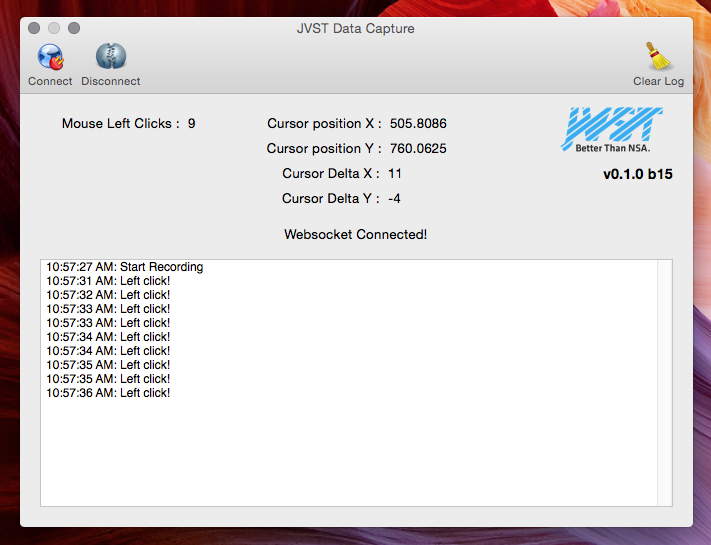 JVST Data Capture
Connect
Disconnect
Clear Log
Mouse Left Clicks : 9
Cursor position X : 505.8086
Cursor position Y : 760.0625
Cursor Delta X : 11
Cursor Delta Y : -4
JVST
Better Than NSA.
v0.1.0 b15
Websocket Connected!
10:57:27 AM: Start Recording
10:57:31 AM: Left click!
10:57:32 AM: Left click!
10:57:33 AM: Left click!
10:57:33 AM: Left click!
10:57:34 AM: Left click!
10:57:34 AM: Left click!
10:57:35 AM: Left click!
10:57:35 AM: Left click!
10:57:36 AM: Left click!